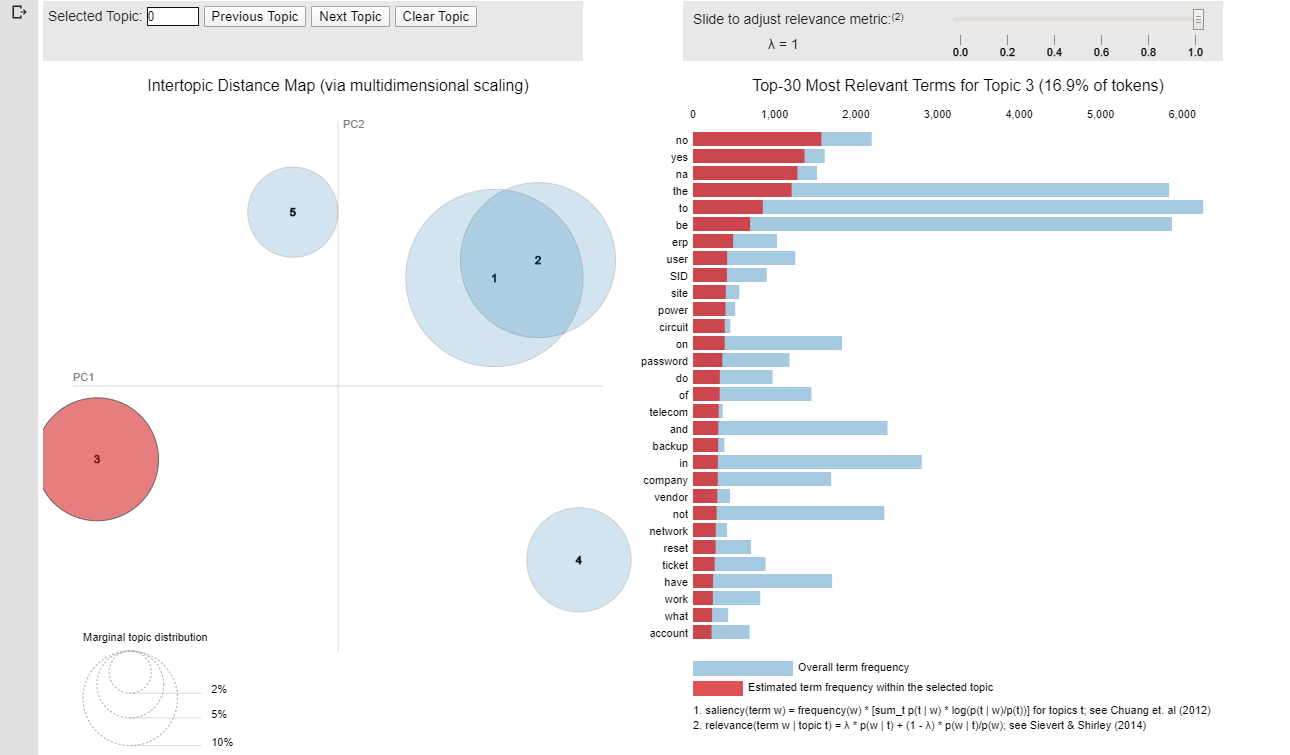 Selected Topic: 0 Previous Topic Next Topic Clear Topic
Slide to adjust relevance metric:(2)
λ = 1
0.0 0.2 0.4 0.6 0.8 1.0
Intertopic Distance Map (via multidimensional scaling)
PC2
PC1
5
2
1
3
4
Marginal topic distribution
2%
5%
10%
Top-30 Most Relevant Terms for Topic 3 (16.9% of tokens)
0 1,000 2,000 3,000 4,000 5,000 6,000
no
yes
na
the
to
be
erp
user
SID
site
power
circuit
on
password
do
of
telecom
and
backup
in
company
vendor
not
network
reset
ticket
have
work
what
account
Overall term frequency
Estimated term frequency within the selected topic
1. saliency(term w) = frequency(w) * [sum_t p(t | w) * log(p(t | w)/p(t))] for topics t; see Chuang et. al (2012)
2. relevance(term w | topic t) = λ * p(w | t) + (1 - λ) * p(w | t)/p(w); see Sievert & Shirley (2014)